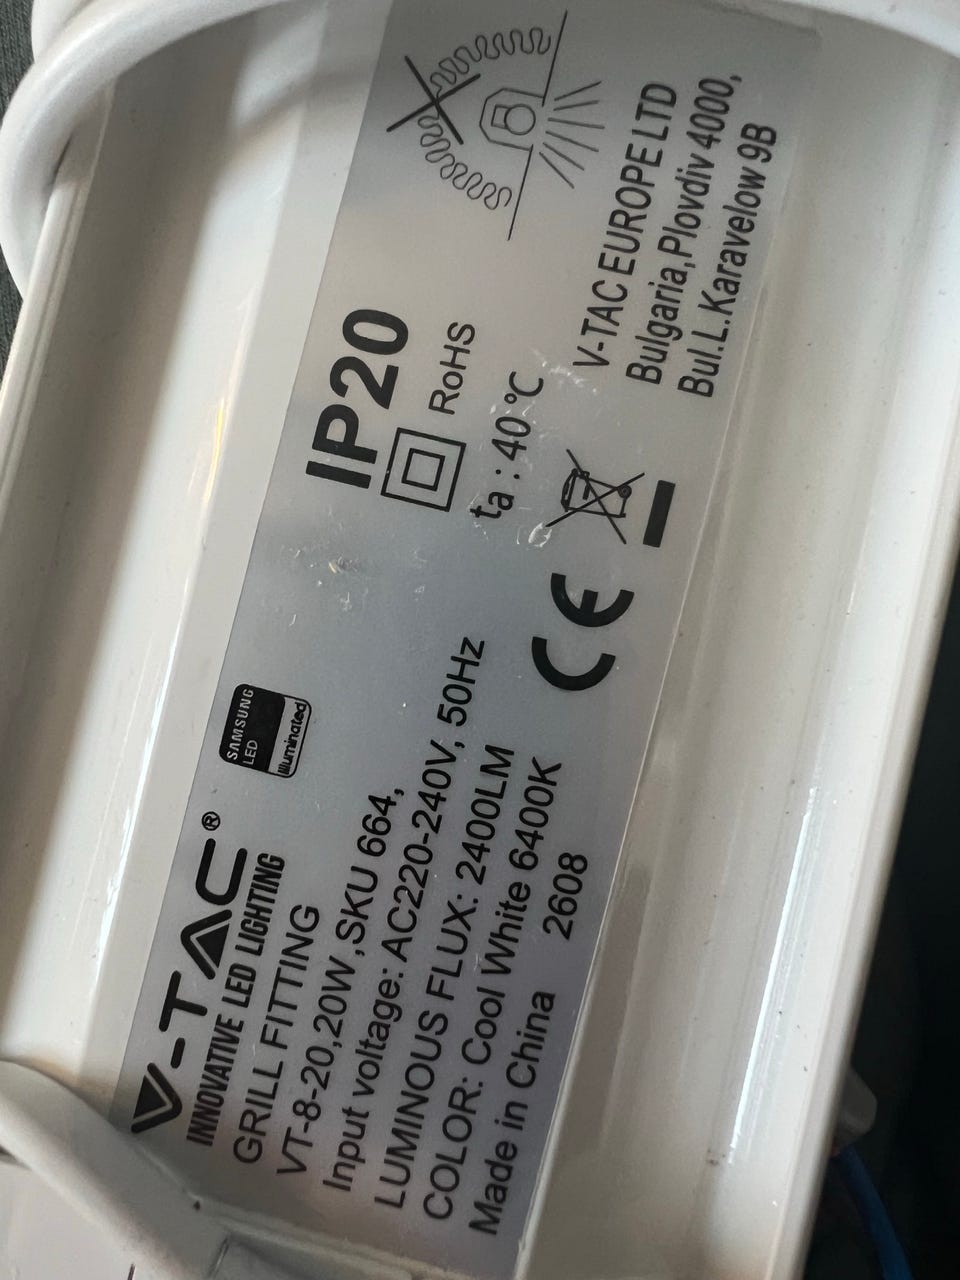 V-TAC®
INNOVATIVE LED LIGHTING
SAMSUNG
LED
illuminated
GRILL FITTING
VT-8-20,20W ,SKU 664,
Input voltage: AC220-240V, 50Hz
LUMINOUS FLUX: 2400LM
COLOR: Cool White 6400K
Made in China 2608
IP20
RoHS
ta : 40°C
CE
V-TAC EUROPE LTD
Bulgaria,Plovdiv 4000,
Bul.L.Karavelow 9B